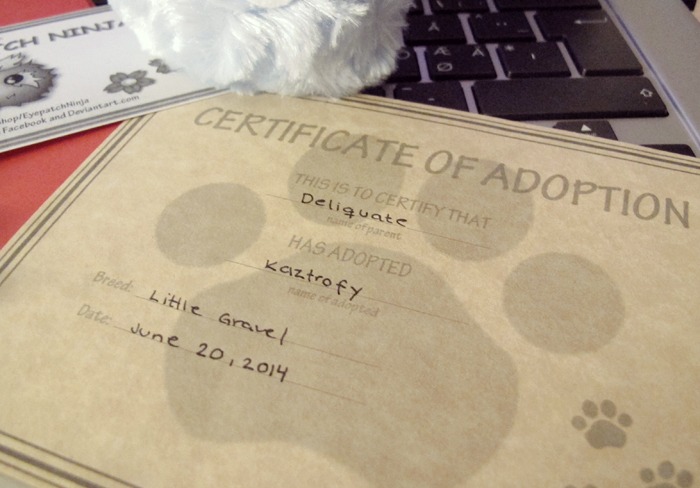 TCH NINJA
hop/EyepatchNinja
Facebook and Deviantart.com
CERTIFICATE OF ADOPTION
THIS IS TO CERTIFY THAT
Deliquate
name of parent
HAS ADOPTED
Kaztrofy
name of adopted
Breed: Little Gravel
Date: June 20, 2014
Ø Æ
Å